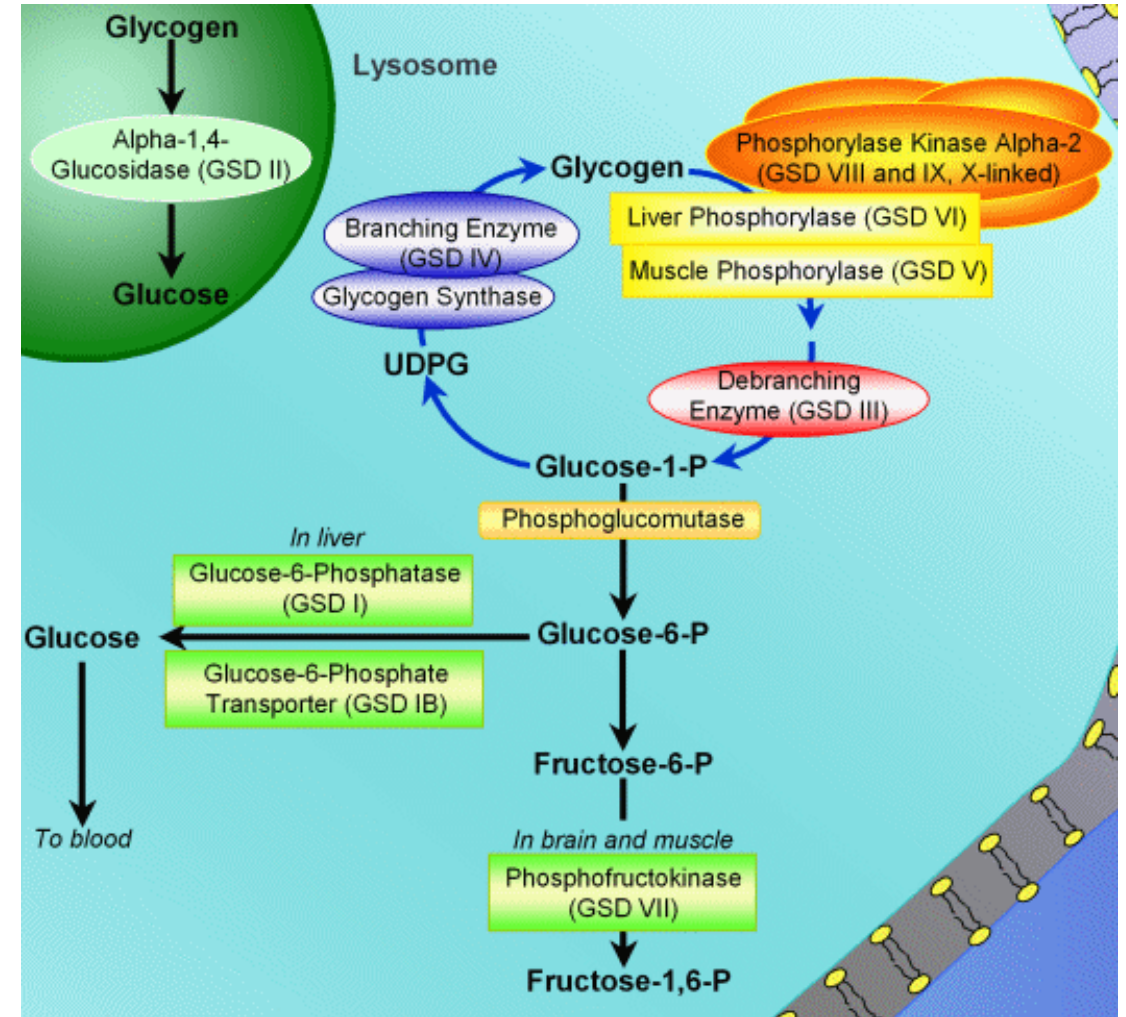 Glycogen
Lysosome
Alpha-1,4-
Glucosidase (GSD II)
Glucose
Glycogen
Phosphorylase Kinase Alpha-2
(GSD VIII and IX, X-linked)
Branching Enzyme
(GSD IV)
Liver Phosphorylase (GSD VI)
Muscle Phosphorylase (GSD V)
Glycogen Synthase
UDPG
Debranching
Enzyme (GSD III)
Glucose-1-P
Phosphoglucomutase
In liver
Glucose-6-Phosphatase
(GSD I)
Glucose
Glucose-6-P
Glucose-6-Phosphate
Transporter (GSD IB)
Fructose-6-P
To blood
In brain and muscle
Phosphofructokinase
(GSD VII)
Fructose-1,6-P